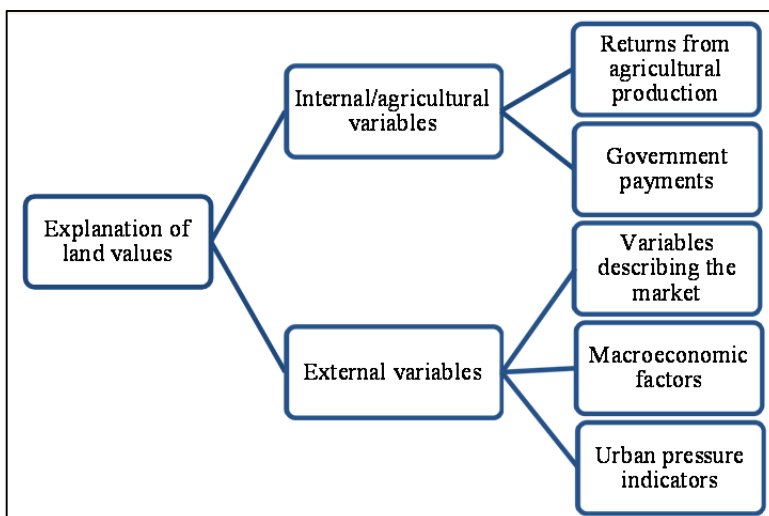 Explanation of
land values
Internal/agricultural
variables
Returns from
agricultural
production
Government
payments
External variables
Variables
describing the
market
Macroeconomic
factors
Urban pressure
indicators